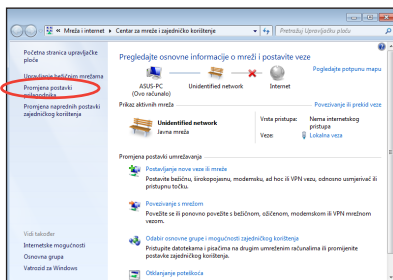 « Mreža i internet ▸ Centar za mreže i zajedničko korištenje
Pretražuj Upravljačku ploču
Početna stranica upravljačke
ploče
Upravljanje bežičnim mrežama
Promjena postavki
prilagodnika
Promjena naprednih postavki
zajedničkog korištenja
Vidi također
Internetske mogućnosti
Osnovna grupa
Vatrozid za Windows
Pregledajte osnovne informacije o mreži i postavite veze
Pogledajte potpunu mapu
ASUS-PC
(Ovo računalo)
Unidentified network
Internet
Prikaz aktivnih mreža
Povezivanje ili prekid veze
Unidentified network
Javna mreža
Vrsta pristupa: Nema internetskog
pristupa
Veze: Lokalna veza
Promjena postavki umrežavanja
Postavljanje nove veze ili mreže
Postavite bežičnu, širokopojasnu, modemsku, ad hoc ili VPN vezu, odnosno usmjerivač ili
pristupnu točku.
Povezivanje s mrežom
Povežite se ili ponovno povežite s bežičnom, ožičenom, modemskom ili VPN mrežnom
vezom.
Odabir osnovne grupe i mogućnosti zajedničkog korištenja
Pristupite datotekama i pisačima na drugim umreženim računalima ili promijenite
postavke zajedničkog korištenja.
Otklanjanje poteškoća